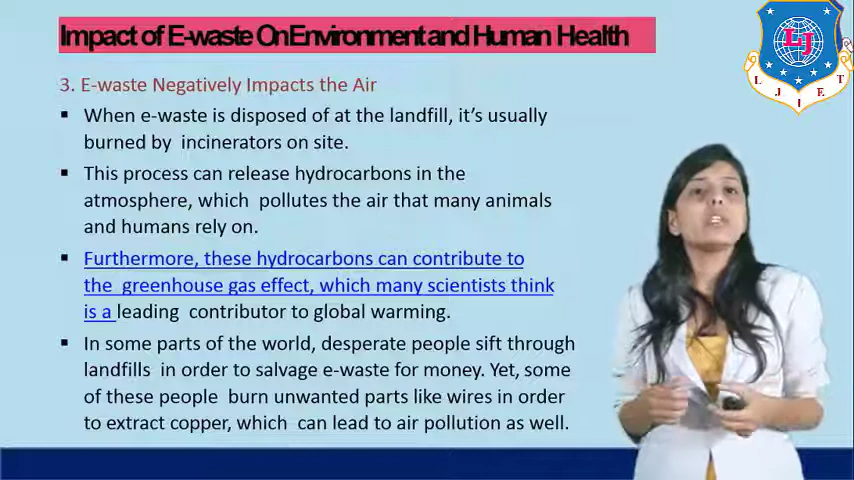 Impact of E-waste On Environment and Human Health
3. E-waste Negatively Impacts the Air
▪ When e-waste is disposed of at the landfill, it's usually
burned by incinerators on site.
▪ This process can release hydrocarbons in the
atmosphere, which pollutes the air that many animals
and humans rely on.
▪ Furthermore, these hydrocarbons can contribute to
the greenhouse gas effect, which many scientists think
is a leading contributor to global warming.
▪ In some parts of the world, desperate people sift through
landfills in order to salvage e-waste for money. Yet, some
of these people burn unwanted parts like wires in order
to extract copper, which can lead to air pollution as well.
LJ
L J I E T